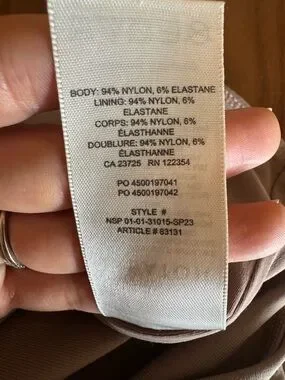 BODY: 94% NYLON, 6% ELASTANE
LINING: 94% NYLON, 6%
ELASTANE
CORPS: 94% NYLON, 6%
ÉLASTHANNE
DOUBLURE: 94% NYLON, 6%
ÉLASTHANNE
CA 23725 RN 122354
PO 4500197041
PO 4500197042
STYLE #
NSP 01-01-31015-SP23
ARTICLE # 83131